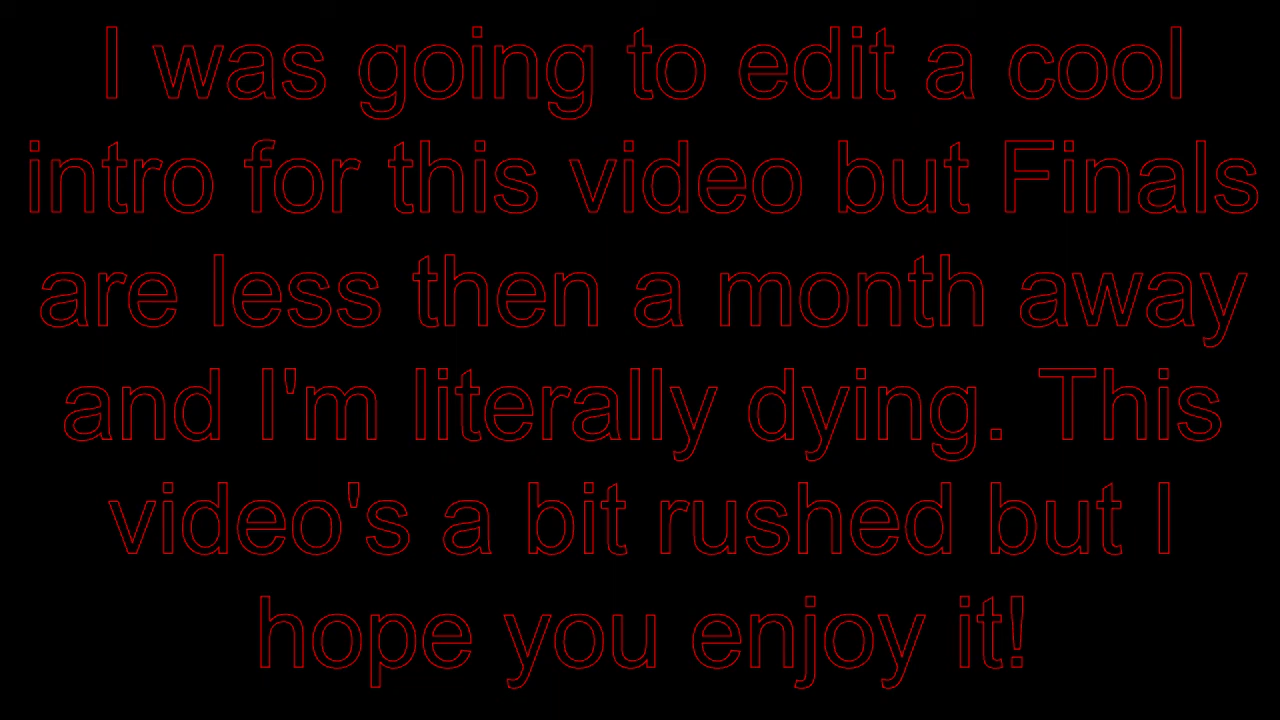 I was going to edit a cool
intro for this video but Finals
are less then a month away
and I'm literally dying. This
video's a bit rushed but I
hope you enjoy it!